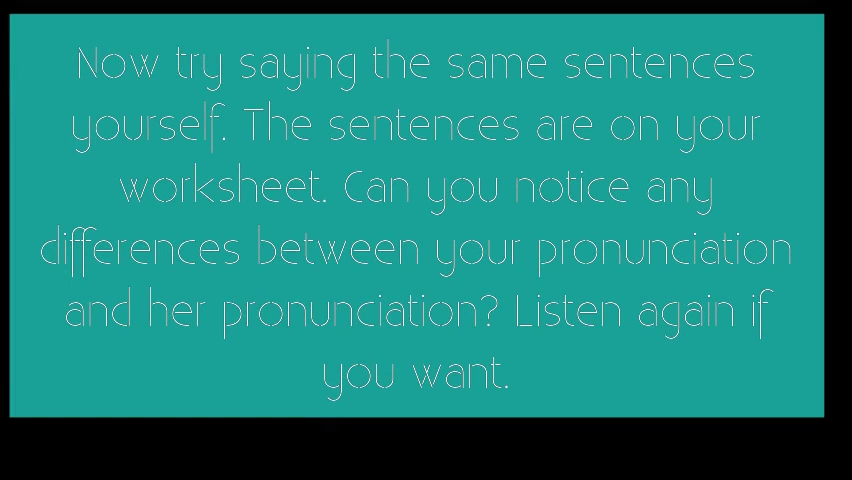 Now try saying the same sentences
yourself. The sentences are on your
worksheet. Can you notice any
differences between your pronunciation
and her pronunciation? Listen again if
you want.